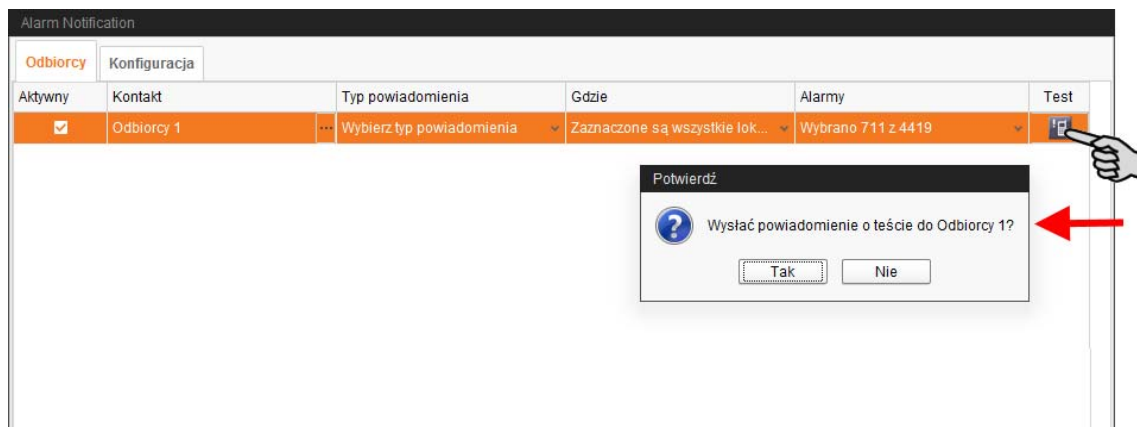 Alarm Notification
Odbiorcy Konfiguracja
Aktywny Kontakt Typ powiadomienia Gdzie Alarmy Test
Odbiorcy 1 ... Wybierz typ powiadomienia Zaznaczone są wszystkie lok... Wybrano 711 z 4419
Potwierdź
Wysłać powiadomienie o teście do Odbiorcy 1?
Tak Nie